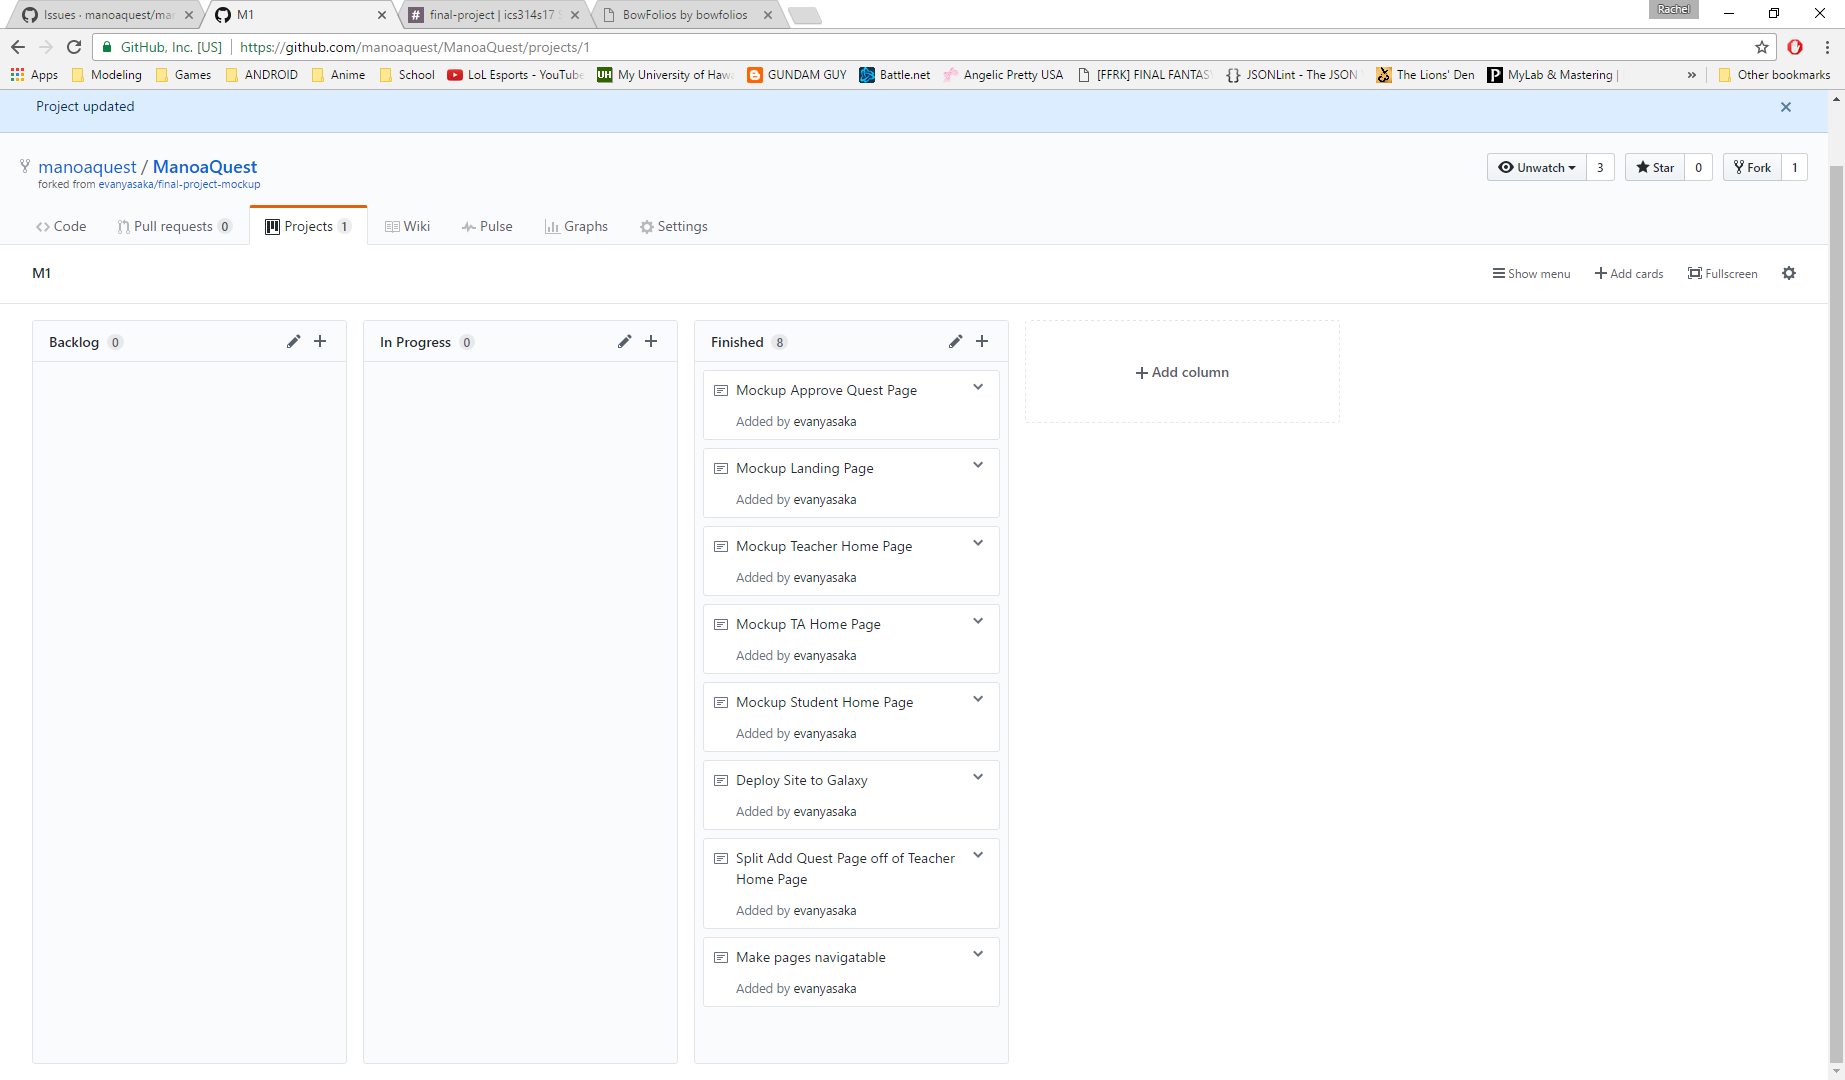 Issues · manoaquest/ma
M1
final-project | ics314s17
BowFolios by bowfolios
Rachel
GitHub, Inc. [US]
https://github.com/manoaquest/ManoaQuest/projects/1
Apps
Modeling
Games
ANDROID
Anime
School
LoL Esports - YouTube
UH My University of Haw
GUNDAM GUY
Battle.net
Angelic Pretty USA
[FFRK] FINAL FANTAS
{} JSONLint - The JSON
The Lions' Den
P MyLab & Mastering |
»
Other bookmarks
Project updated
manoaquest / ManoaQuest
forked from evanyasaka/final-project-mockup
Unwatch 3
Star 0
Fork 1
Code
Pull requests 0
Projects 1
Wiki
Pulse
Graphs
Settings
M1
Show menu
Add cards
Fullscreen
Backlog 0
In Progress 0
Finished 8
Add column
Mockup Approve Quest Page
Added by evanyasaka
Mockup Landing Page
Added by evanyasaka
Mockup Teacher Home Page
Added by evanyasaka
Mockup TA Home Page
Added by evanyasaka
Mockup Student Home Page
Added by evanyasaka
Deploy Site to Galaxy
Added by evanyasaka
Split Add Quest Page off of Teacher
Home Page
Added by evanyasaka
Make pages navigatable
Added by evanyasaka